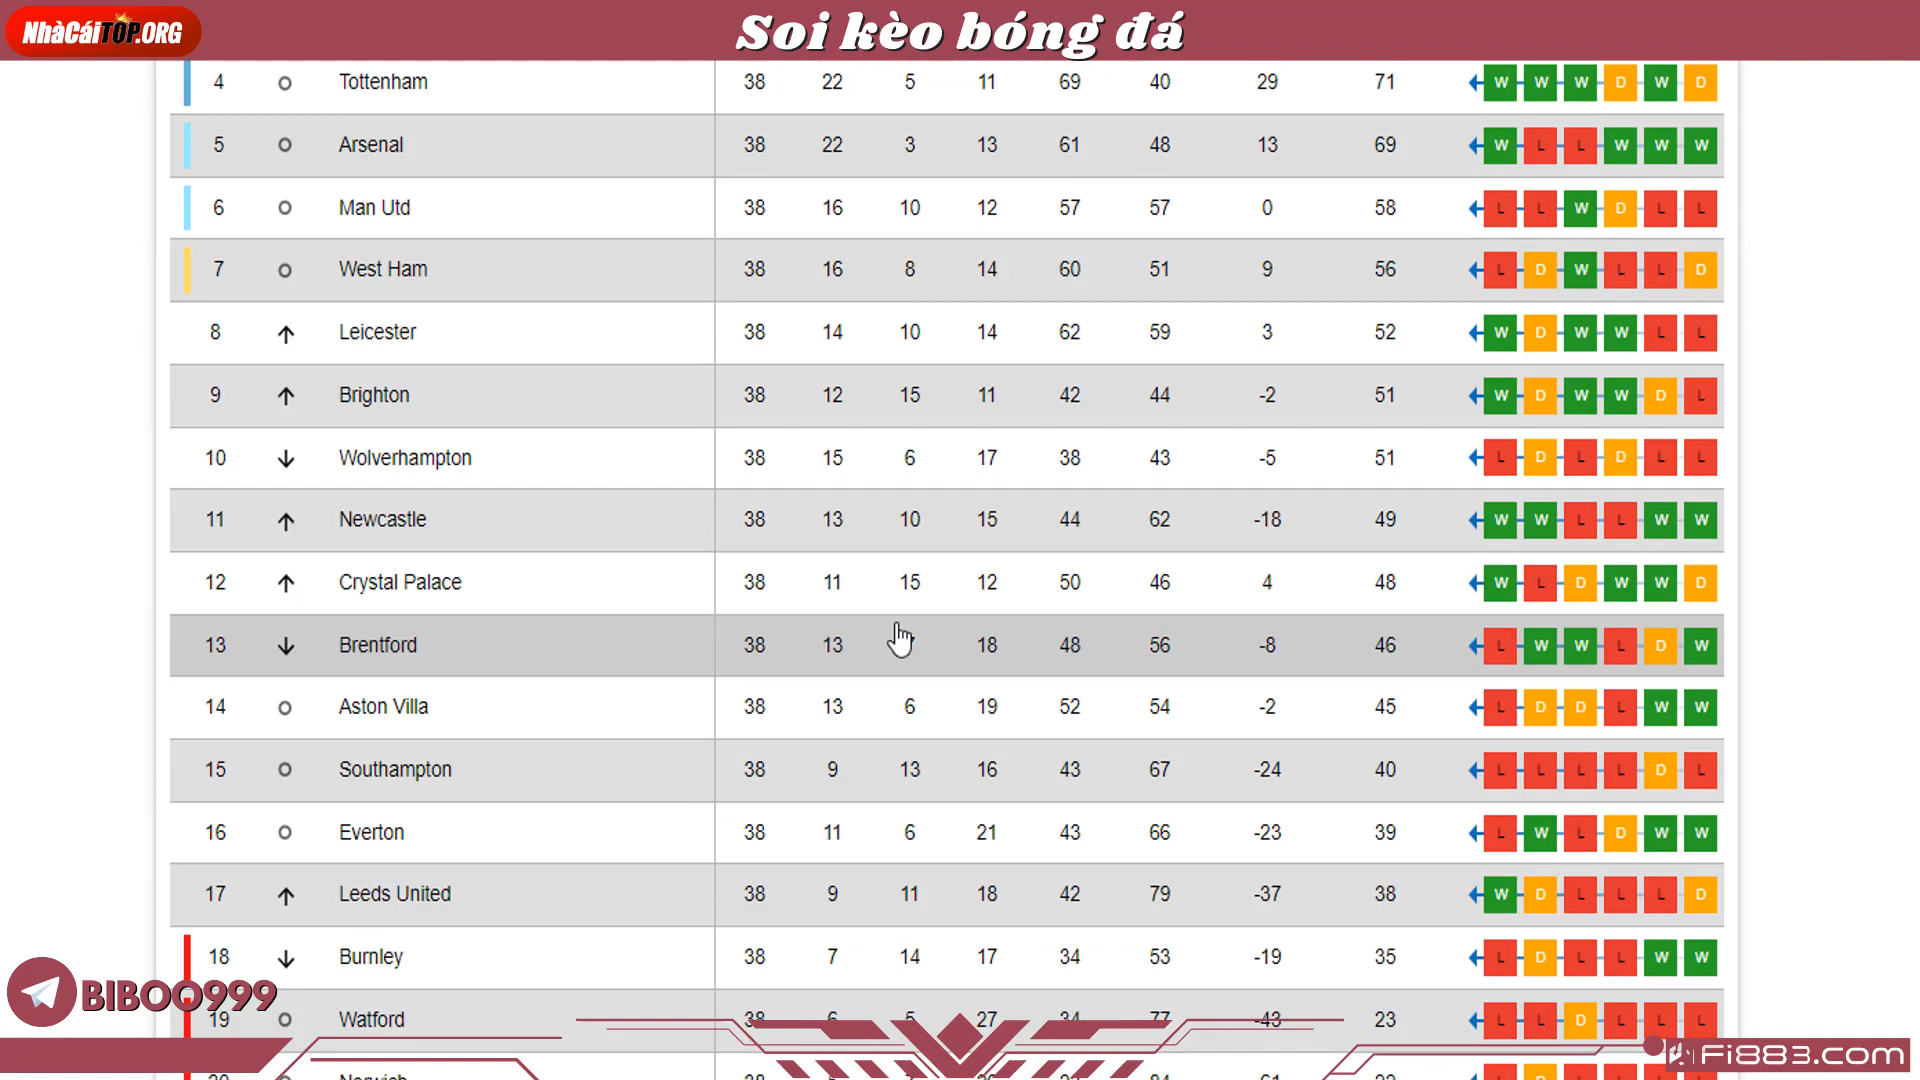 NhàCáiTOP.ORG
Soi kèo bóng đá
4 Tottenham 38 22 5 11 69 40 29 71 W W W D W D
5 Arsenal 38 22 3 13 61 48 13 69 W L L W W W
6 Man Utd 38 16 10 12 57 57 0 58 L L W D L L
7 West Ham 38 16 8 14 60 51 9 56 L D W L L D
8 Leicester 38 14 10 14 62 59 3 52 W D W W L L
9 Brighton 38 12 15 11 42 44 -2 51 W D W W D L
10 Wolverhampton 38 15 6 17 38 43 -5 51 L D L D L L
11 Newcastle 38 13 10 15 44 62 -18 49 W W L L W W
12 Crystal Palace 38 11 15 12 50 46 4 48 W L D W W D
13 Brentford 38 13 18 48 56 -8 46 L W W L D W
14 Aston Villa 38 13 6 19 52 54 -2 45 L D D L W W
15 Southampton 38 9 13 16 43 67 -24 40 L L L L D L
16 Everton 38 11 6 21 43 66 -23 39 L W L D W W
17 Leeds United 38 9 11 18 42 79 -37 38 W D L L L D
18 Burnley 38 7 14 17 34 53 -19 35 L D L L W W
BIBOO999
19 Watford 38 6 5 27 34 77 -43 23 L L D L L L
Fi883.com